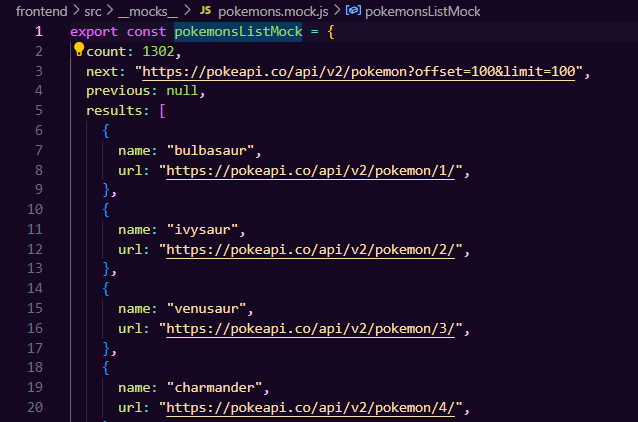 frontend > src > __mocks__ > JS pokemons.mock.js > pokemonsListMock
1 export const pokemonsListMock = {
2 count: 1302,
3 next: "https://pokeapi.co/api/v2/pokemon?offset=100&limit=100",
4 previous: null,
5 results: [
6 {
7 name: "bulbasaur",
8 url: "https://pokeapi.co/api/v2/pokemon/1/",
9 },
10 {
11 name: "ivysaur",
12 url: "https://pokeapi.co/api/v2/pokemon/2/",
13 },
14 {
15 name: "venusaur",
16 url: "https://pokeapi.co/api/v2/pokemon/3/",
17 },
18 {
19 name: "charmander",
20 url: "https://pokeapi.co/api/v2/pokemon/4/",